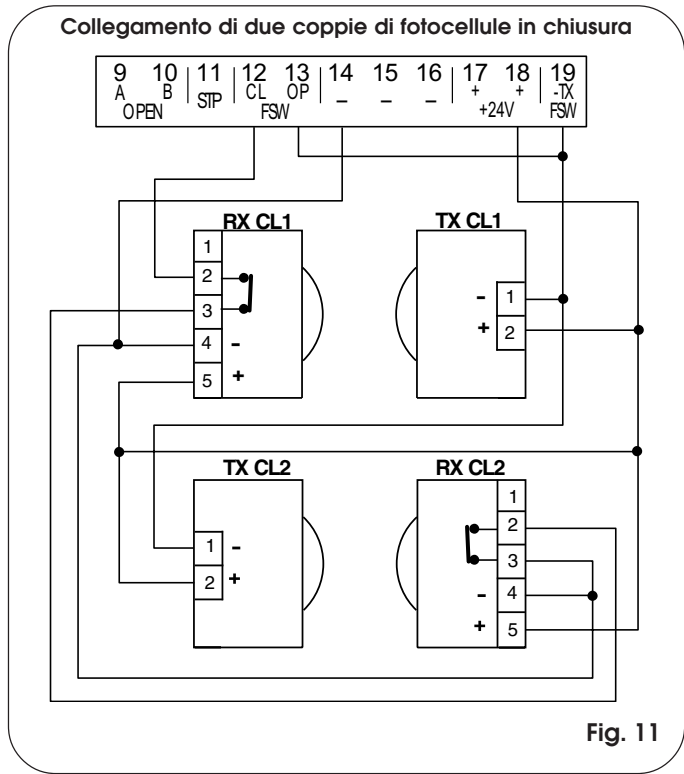 Collegamento di due coppie di fotocellule in chiusura
9 10 11 12 13 14 15 16 17 18 19
A B STP CL OP - - - + + -TX
OPEN FSW +24V FSW
RX CL1 TX CL1
1
2
3
4 -
5 +
- 1
+ 2
TX CL2 RX CL2
1 -
2 +
1
2
3
- 4
+ 5
Fig. 11